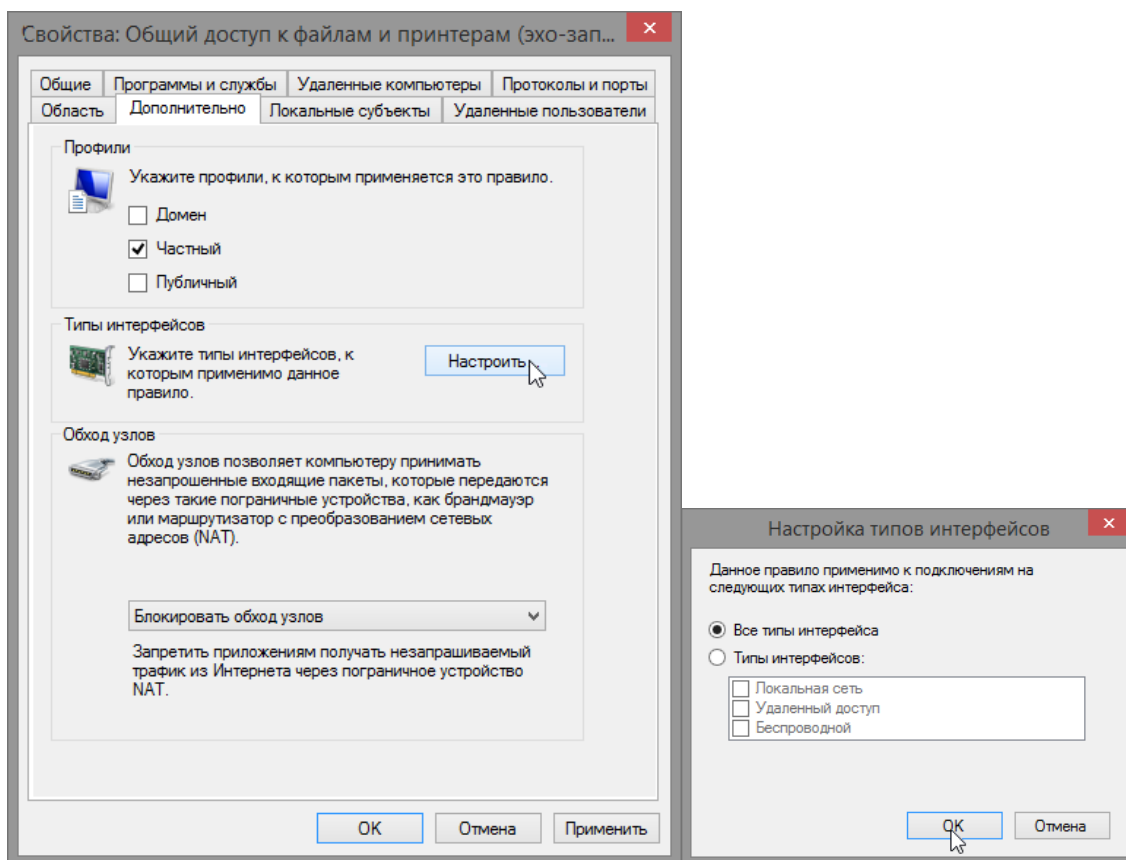 Свойства: Общий доступ к файлам и принтерам (эхо-зап...
Общие Программы и службы Удаленные компьютеры Протоколы и порты
Область Дополнительно Локальные субъекты Удаленные пользователи
Профили
Укажите профили, к которым применяется это правило.
Домен
Частный
Публичный
Типы интерфейсов
Укажите типы интерфейсов, к
которым применимо данное
правило.
Настроить...
Обход узлов
Обход узлов позволяет компьютеру принимать
незапрошенные входящие пакеты, которые передаются
через такие пограничные устройства, как брандмауэр
или маршрутизатор с преобразованием сетевых
адресов (NAT).
Блокировать обход узлов
Запретить приложениям получать незапрашиваемый
трафик из Интернета через пограничное устройство
NAT.
OK Отмена Применить
Настройка типов интерфейсов
Данное правило применимо к подключениям на
следующих типах интерфейса:
Все типы интерфейса
Типы интерфейсов:
Локальная сеть
Удаленный доступ
Беспроводной
OK Отмена